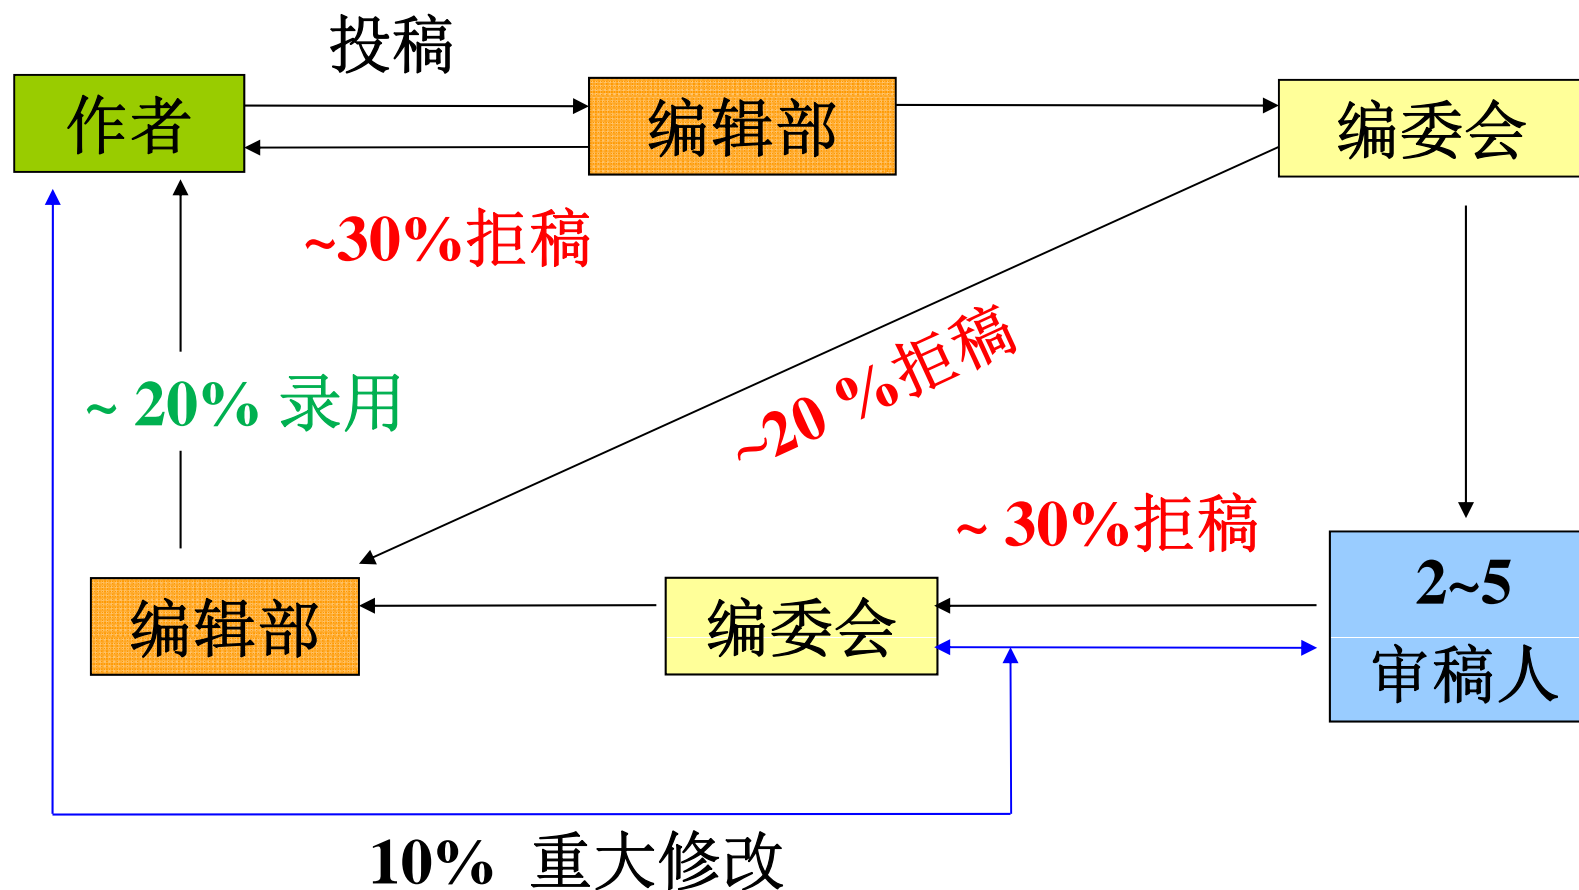 投稿
作者
编辑部
编委会
~30%拒稿
~20 %拒稿
~ 20% 录用
~ 30%拒稿
2~5
审稿人
编委会
编辑部
10% 重大修改